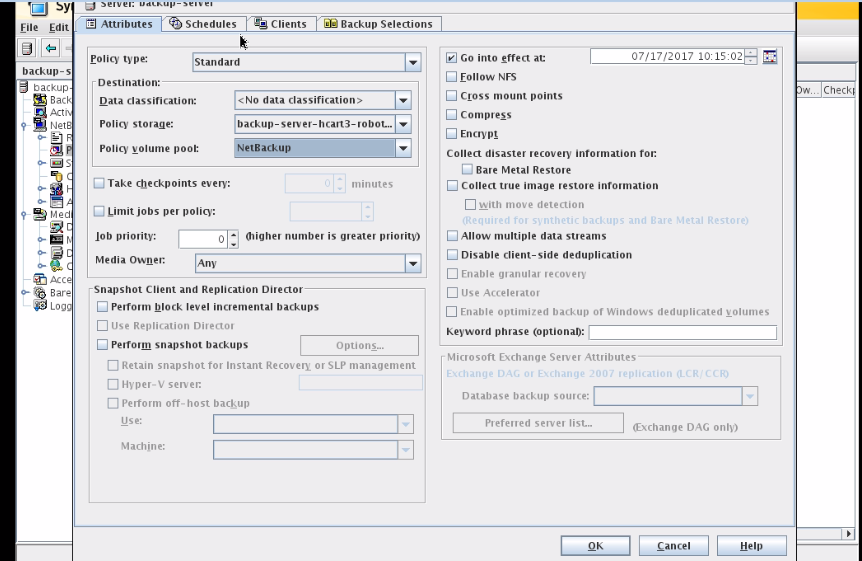 Sy
Server: backup-server
File Edit
Attributes Schedules Clients Backup Selections
backup-s
backup-
Back
Activ
NetB
R
P
S
C
H
A
Medi
D
M
D
C
Acce
Bare
Logg
Policy type: Standard
Destination:
Data classification: <No data classification>
Policy storage: backup-server-hcart3-robot...
Policy volume pool: NetBackup
Take checkpoints every: 0 minutes
Limit jobs per policy:
Job priority: 0 (higher number is greater priority)
Media Owner: Any
Snapshot Client and Replication Director
Perform block level incremental backups
Use Replication Director
Perform snapshot backups Options...
Retain snapshot for Instant Recovery or SLP management
Hyper-V server:
Perform off-host backup
Use:
Machine:
Go into effect at: 07/17/2017 10:15:02
Follow NFS
Cross mount points
Compress
Encrypt
Collect disaster recovery information for:
Bare Metal Restore
Collect true image restore information
with move detection
(Required for synthetic backups and Bare Metal Restore)
Allow multiple data streams
Disable client-side deduplication
Enable granular recovery
Use Accelerator
Enable optimized backup of Windows deduplicated volumes
Keyword phrase (optional):
Microsoft Exchange Server Attributes
Exchange DAG or Exchange 2007 replication (LCR/CCR)
Database backup source:
Preferred server list... (Exchange DAG only)
Ow... Checkp
OK Cancel Help